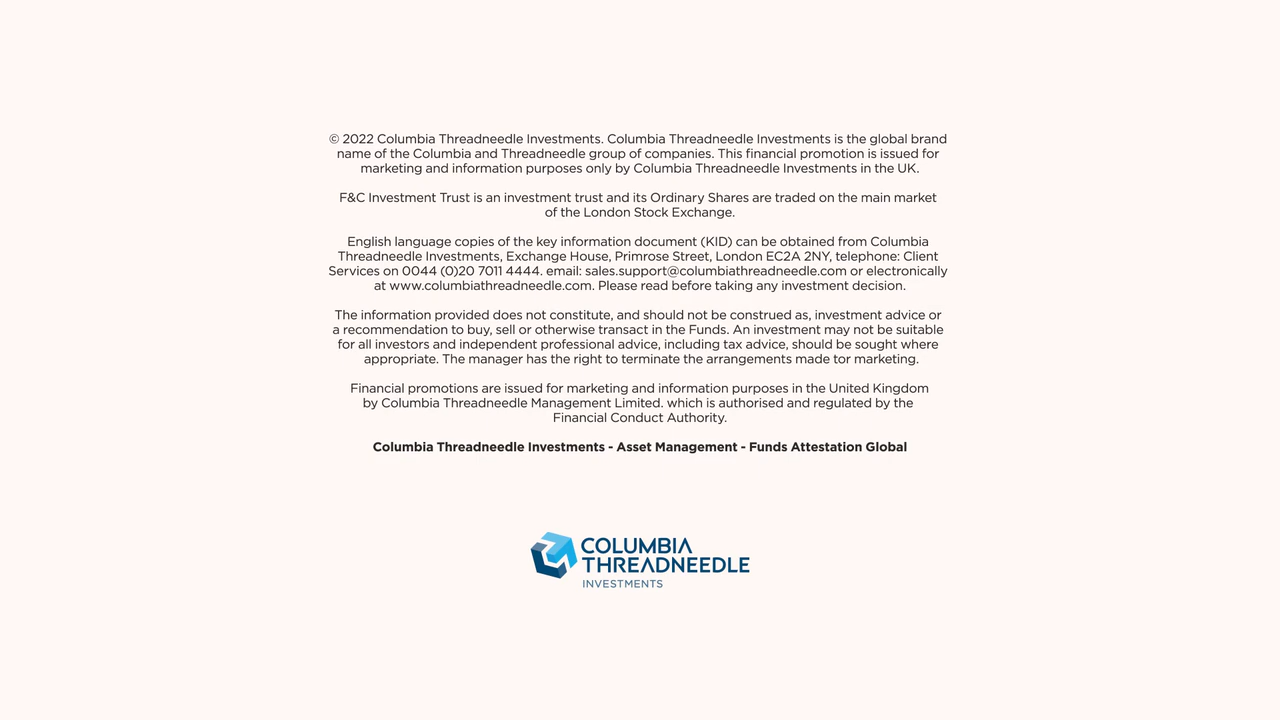 © 2022 Columbia Threadneedle Investments. Columbia Threadneedle Investments is the global brand
name of the Columbia and Threadneedle group of companies. This financial promotion is issued for
marketing and information purposes only by Columbia Threadneedle Investments in the UK.
F&C Investment Trust is an investment trust and its Ordinary Shares are traded on the main market
of the London Stock Exchange.
English language copies of the key information document (KID) can be obtained from Columbia
Threadneedle Investments, Exchange House, Primrose Street, London EC2A 2NY, telephone: Client
Services on 0044 (0)20 7011 4444. email: sales.support@columbiathreadneedle.com or electronically
at www.columbiathreadneedle.com. Please read before taking any investment decision.
The information provided does not constitute, and should not be construed as, investment advice or
a recommendation to buy, sell or otherwise transact in the Funds. An investment may not be suitable
for all investors and independent professional advice, including tax advice, should be sought where
appropriate. The manager has the right to terminate the arrangements made tor marketing.
Financial promotions are issued for marketing and information purposes in the United Kingdom
by Columbia Threadneedle Management Limited. which is authorised and regulated by the
Financial Conduct Authority.
Columbia Threadneedle Investments - Asset Management - Funds Attestation Global
COLUMBIA
THREADNEEDLE
INVESTMENTS